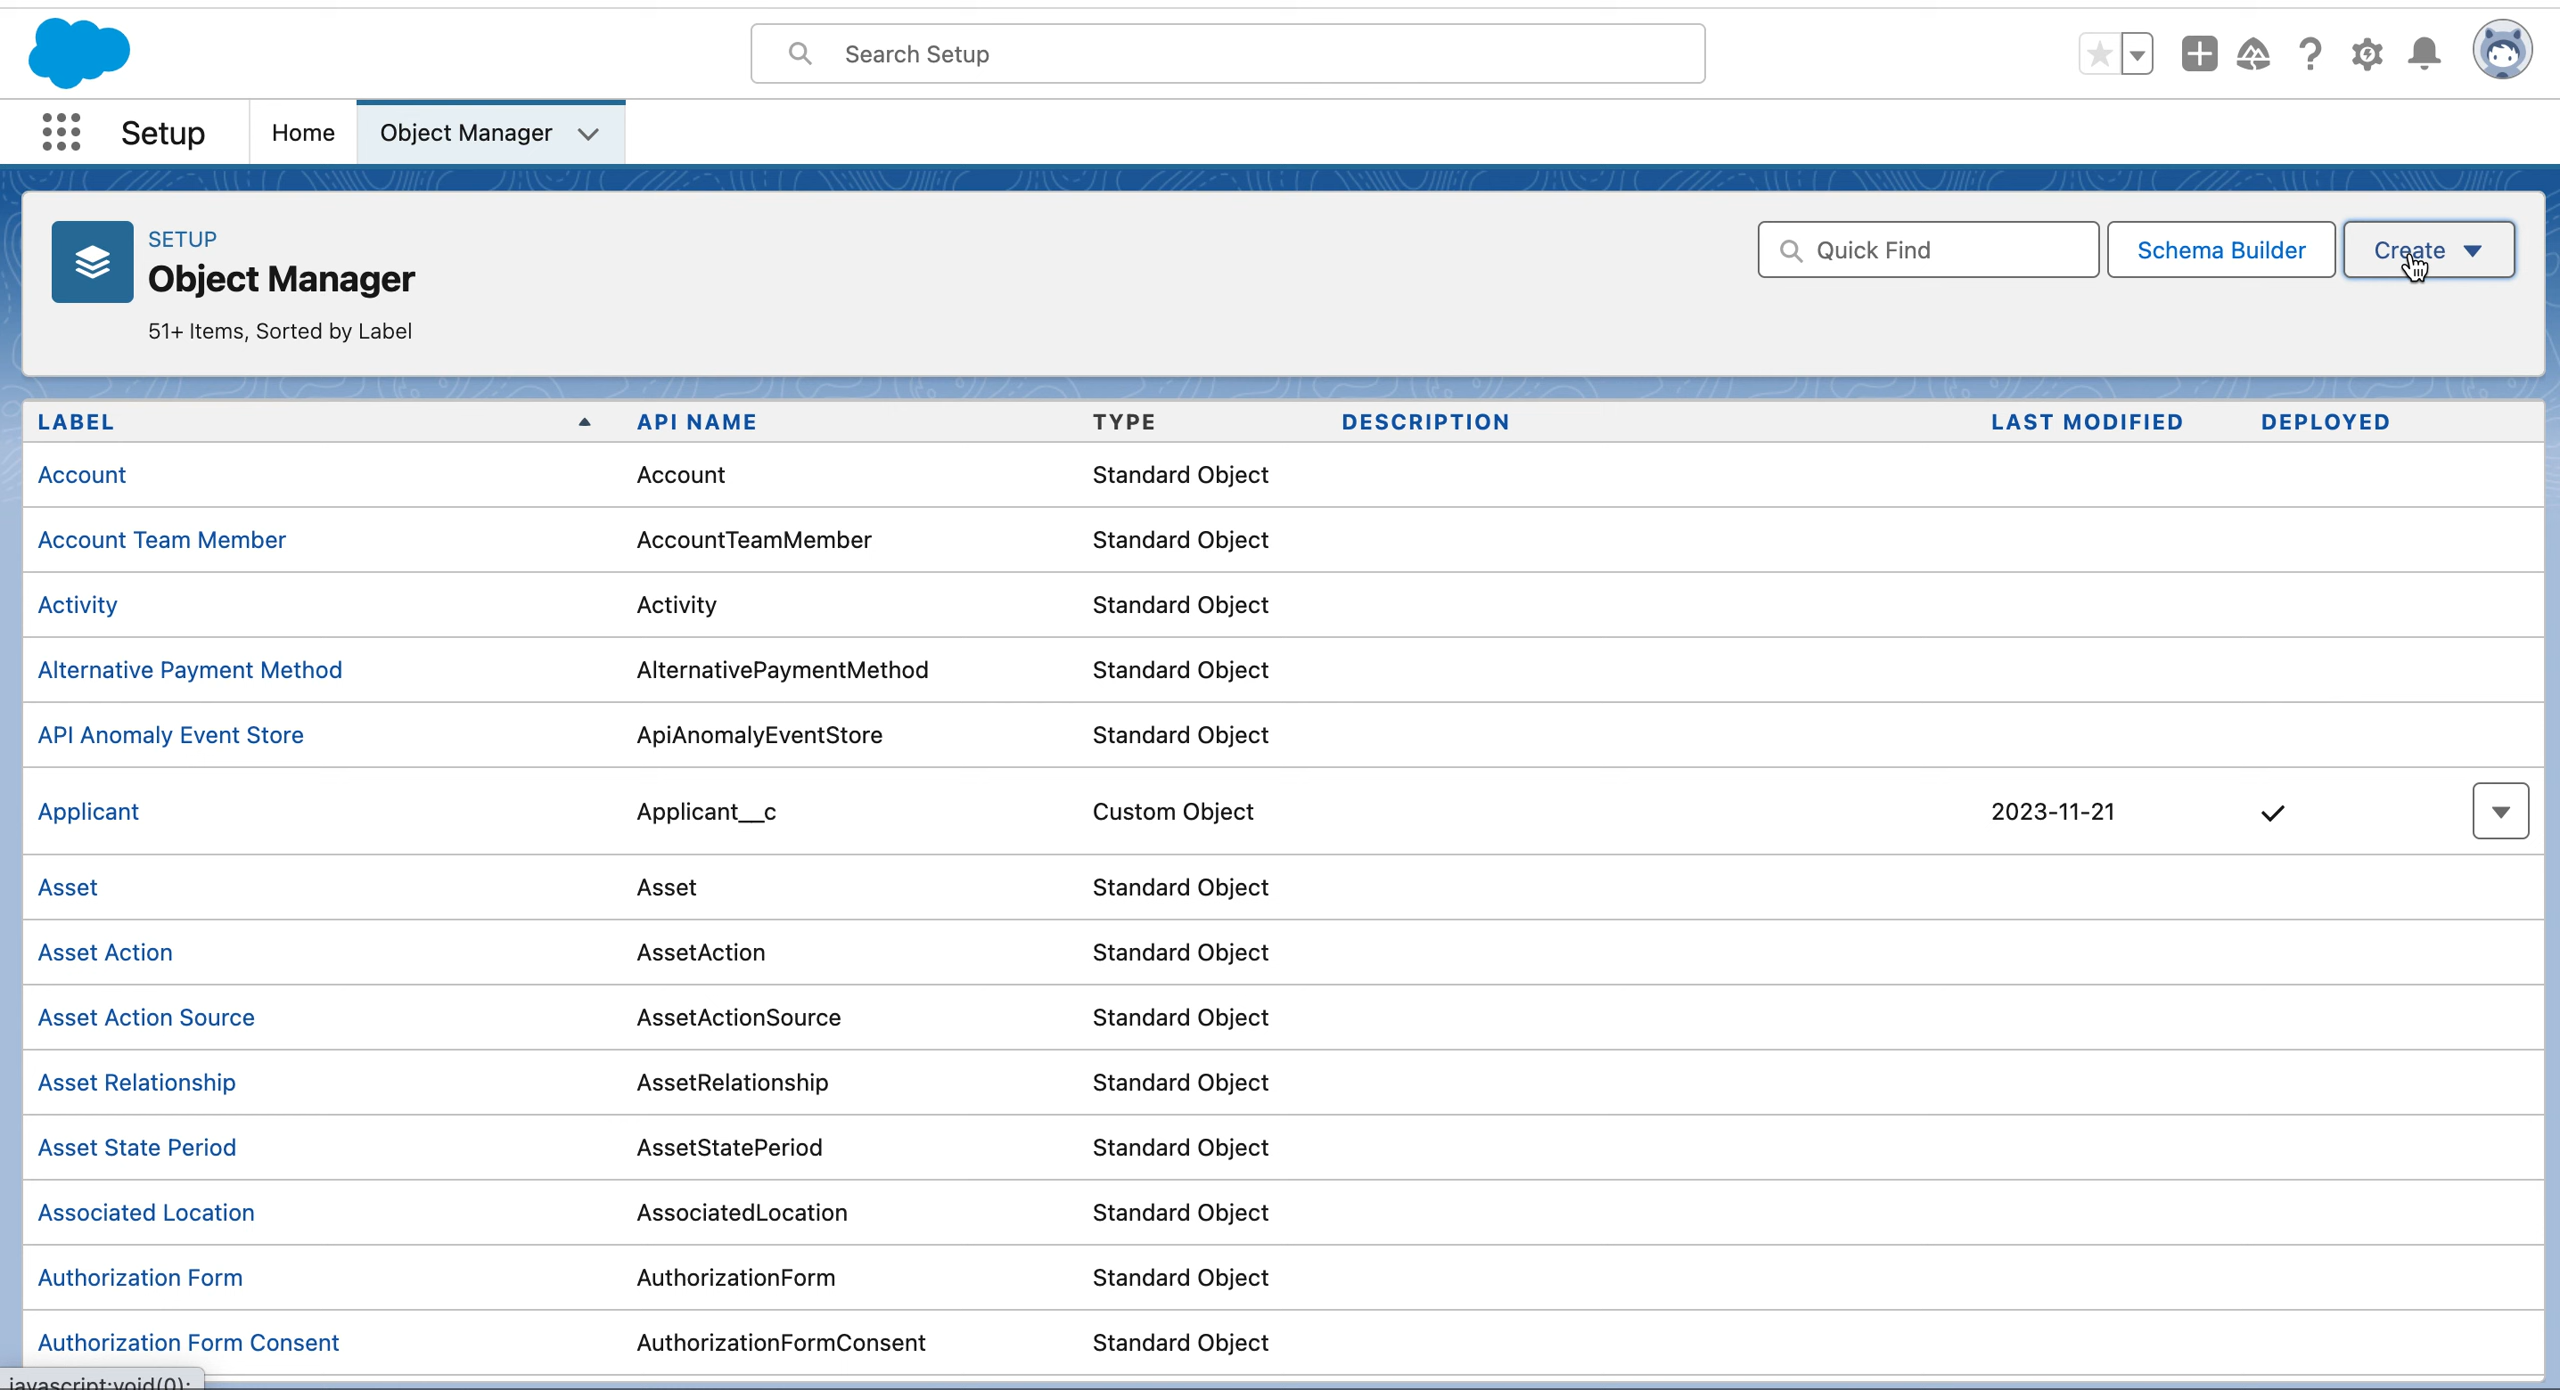 Search Setup
Setup
Home
Object Manager
SETUP
Object Manager
51+ Items, Sorted by Label
Quick Find
Schema Builder
Create
LABEL API NAME TYPE DESCRIPTION LAST MODIFIED DEPLOYED
Account Account Standard Object
Account Team Member AccountTeamMember Standard Object
Activity Activity Standard Object
Alternative Payment Method AlternativePaymentMethod Standard Object
API Anomaly Event Store ApiAnomalyEventStore Standard Object
Applicant Applicant__c Custom Object 2023-11-21
Asset Asset Standard Object
Asset Action AssetAction Standard Object
Asset Action Source AssetActionSource Standard Object
Asset Relationship AssetRelationship Standard Object
Asset State Period AssetStatePeriod Standard Object
Associated Location AssociatedLocation Standard Object
Authorization Form AuthorizationForm Standard Object
Authorization Form Consent AuthorizationFormConsent Standard Object
javascript:void(0);